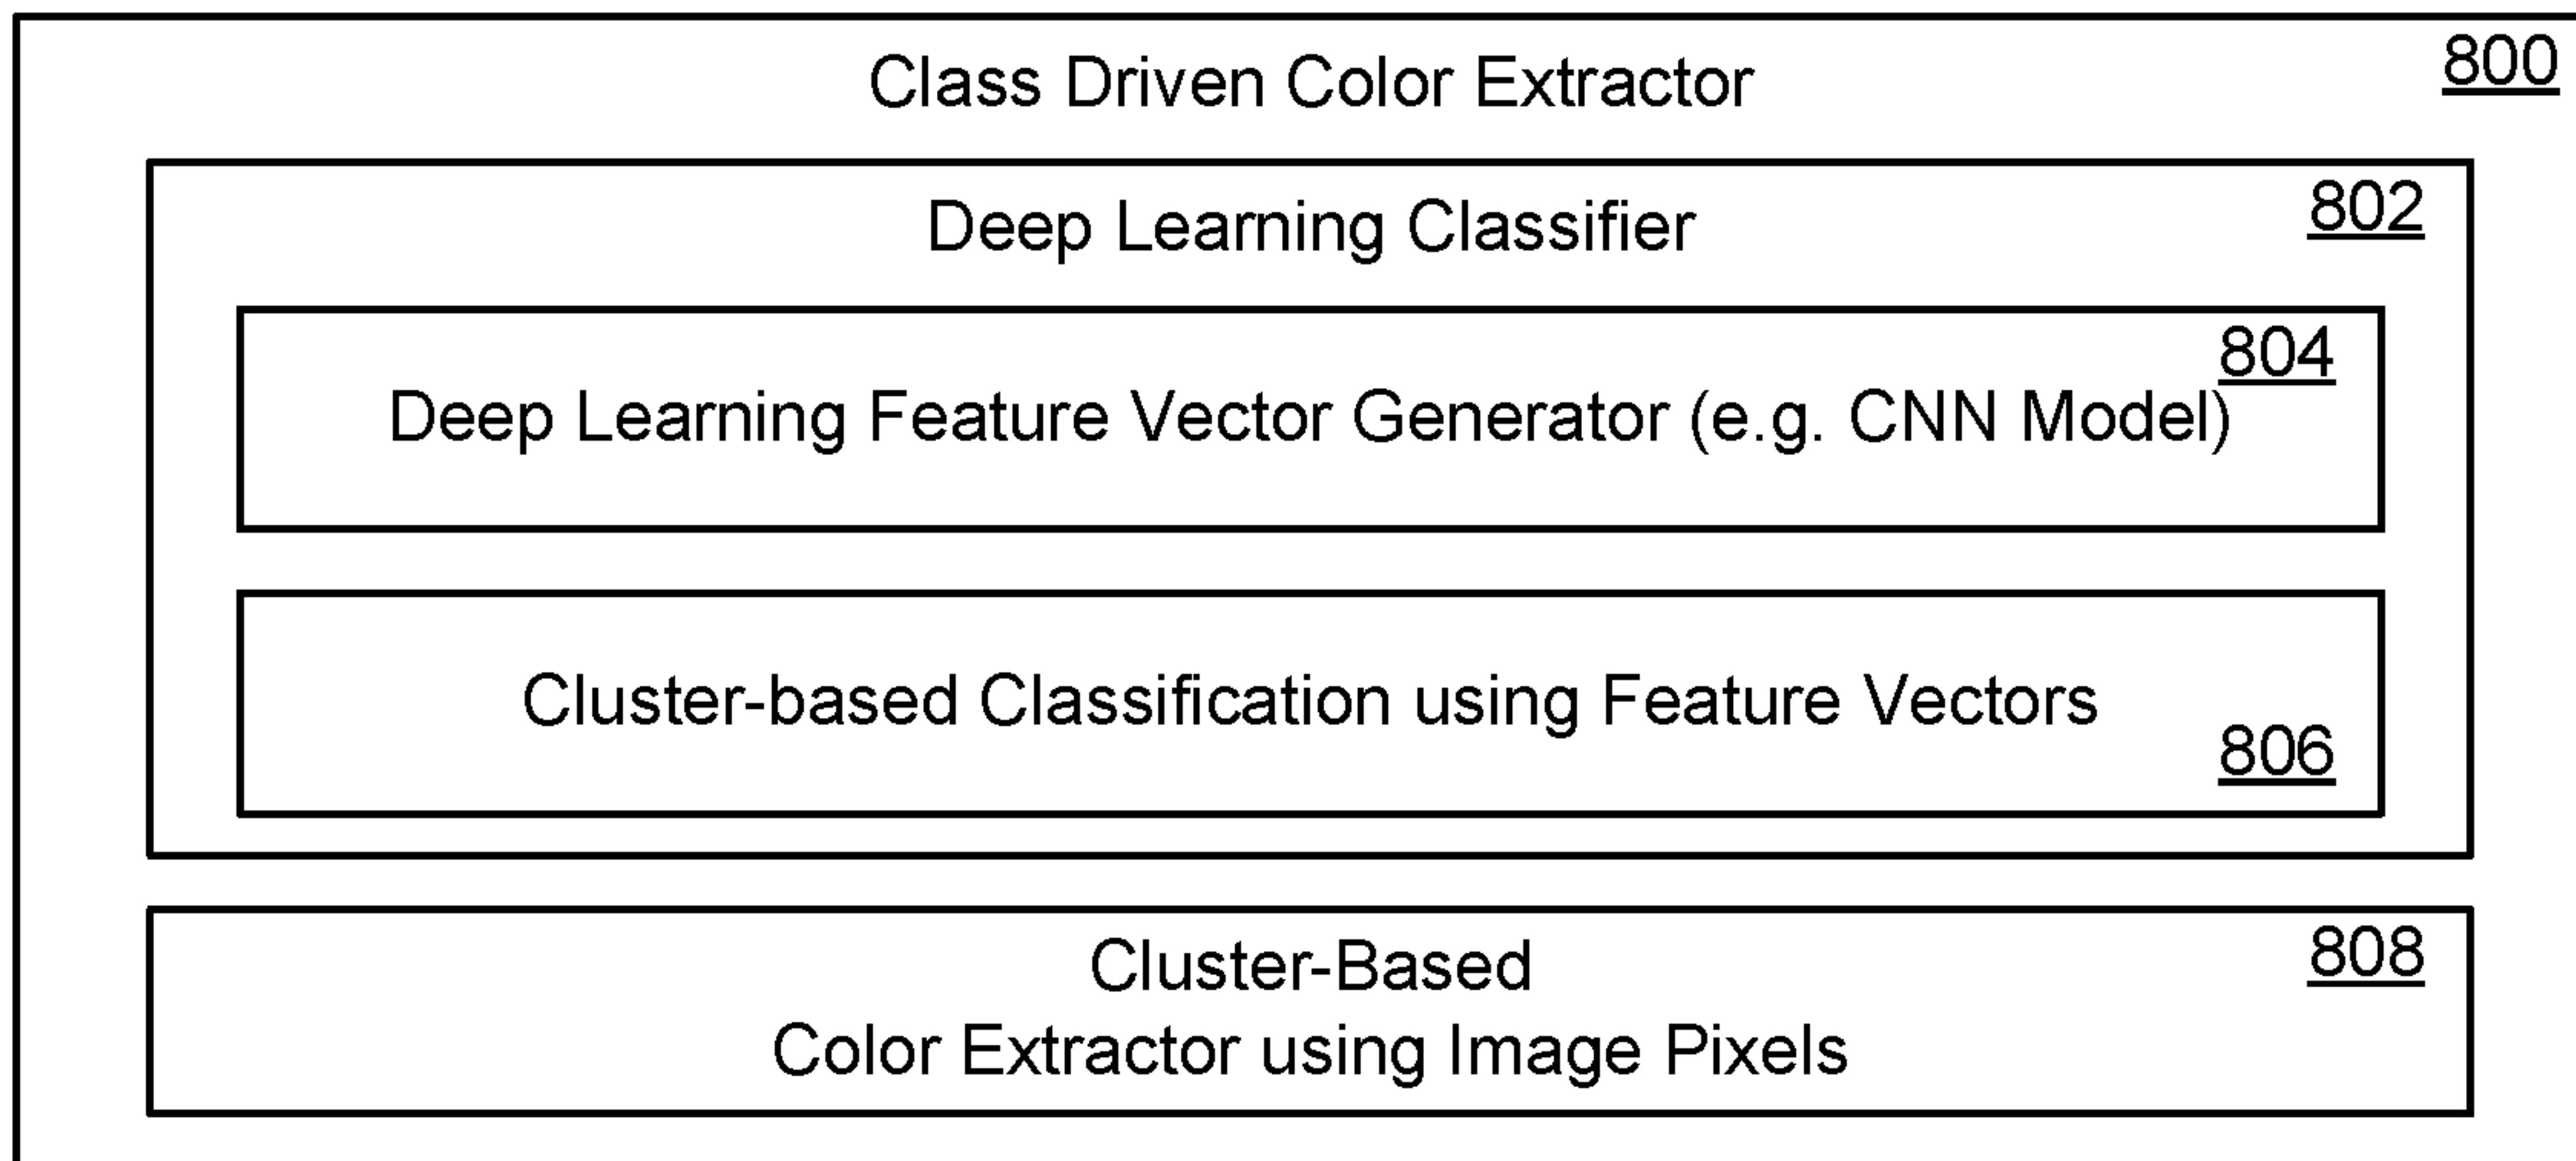 Class Driven Color Extractor
800
Deep Learning Classifier
802
804
Deep Learning Feature Vector Generator (e.g. CNN Model)
Cluster-based Classification using Feature Vectors
806
Cluster-Based
808
Color Extractor using Image Pixels